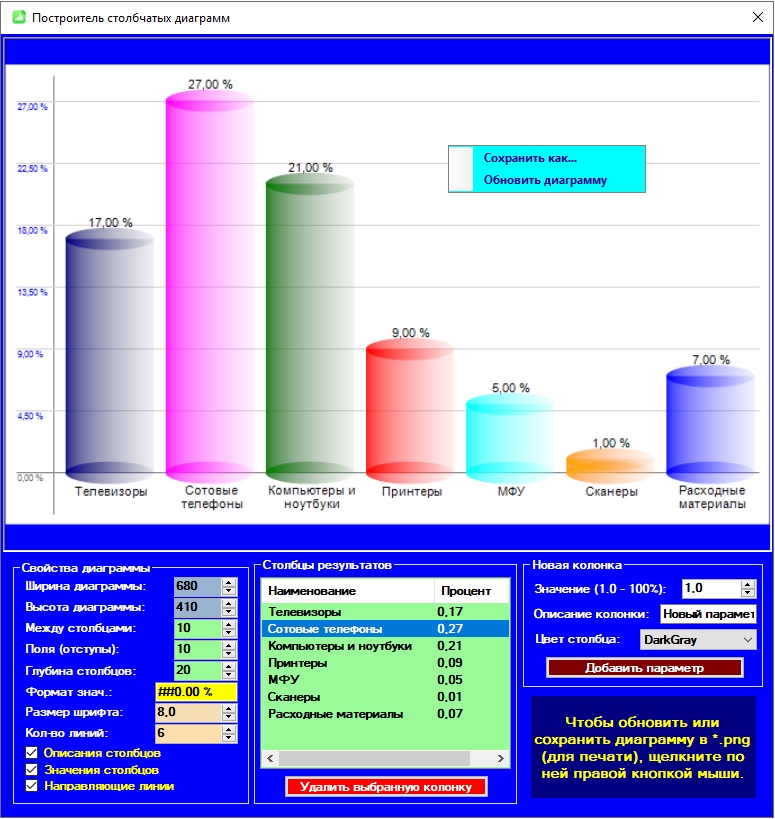 Построитель столбчатых диаграмм
27,00 %
27,00 %
21,00 %
22,50 %
Сохранить как...
Обновить диаграмму
17,00 %
18,00 %
13,50 %
9,00 %
9,00 %
7,00 %
5,00 %
4,50 %
1,00 %
0,00 %
Телевизоры
Сотовые
телефоны
Компьютеры и
ноутбуки
Принтеры
МФУ
Сканеры
Расходные
материалы
Свойства диаграммы
Ширина диаграммы: 680
Высота диаграммы: 410
Между столбцами: 10
Поля (отступы): 10
Глубина столбцов: 20
Формат знач.: ##0.00 %
Размер шрифта: 8,0
Кол-во линий: 6
Описания столбцов
Значения столбцов
Направляющие линии
Столбцы результатов
Наименование Процент
Телевизоры 0,17
Сотовые телефоны 0,27
Компьютеры и ноутбуки 0,21
Принтеры 0,09
МФУ 0,05
Сканеры 0,01
Расходные материалы 0,07
Удалить выбранную колонку
Новая колонка
Значение (1.0 - 100%): 1,0
Описание колонки: Новый парамет
Цвет столбца: DarkGray
Добавить параметр
Чтобы обновить или
сохранить диаграмму в *.png
(для печати), щелкните по
ней правой кнопкой мыши.